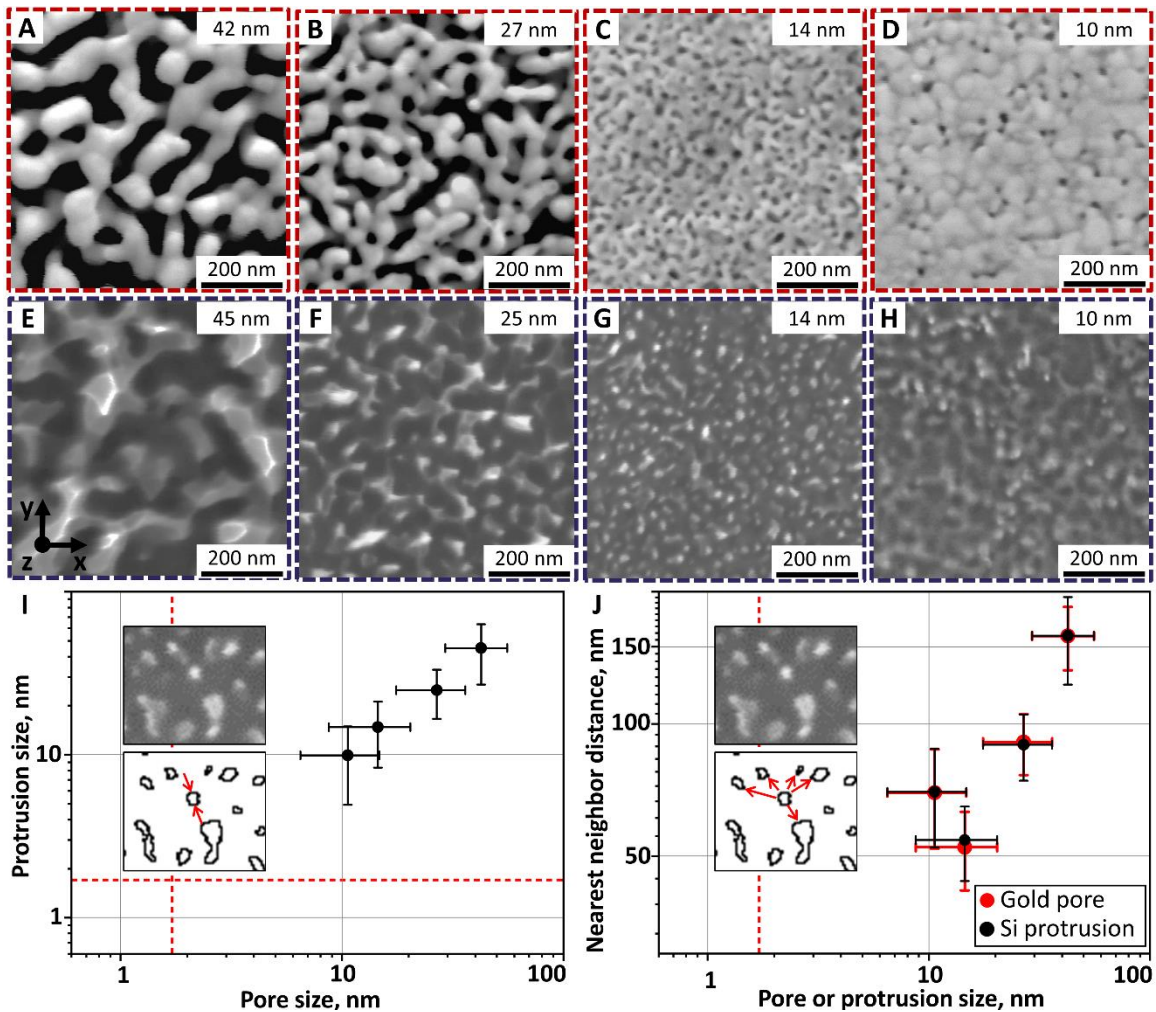 A 42 nm
B 27 nm
C 14 nm
D 10 nm
200 nm
200 nm
200 nm
200 nm
E 45 nm
F 25 nm
G 14 nm
H 10 nm
y
z x
200 nm
200 nm
200 nm
200 nm
I
Protrusion size, nm
10
1
1 10 100
Pore size, nm
J
Nearest neighbor distance, nm
150
100
50
Gold pore
Si protrusion
1 10 100
Pore or protrusion size, nm